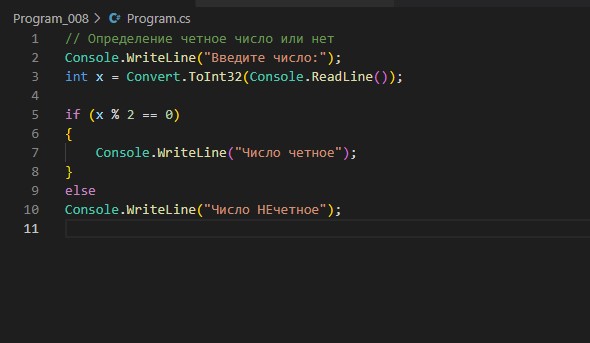 Program_008 > C# Program.cs
1 // Определение четное число или нет
2 Console.WriteLine("Введите число:");
3 int x = Convert.ToInt32(Console.ReadLine());
4
5 if (x % 2 == 0)
6 {
7 Console.WriteLine("Число четное");
8 }
9 else
10 Console.WriteLine("Число НЕчетное");
11